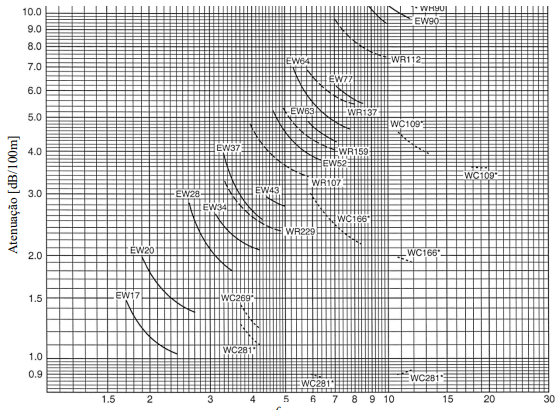 10.0
9.0
8.0
7.0
6.0
5.0
4.0
3.0
2.0
1.5
1.0
0.9
Atenuação [dB/100m]
WR90
EW90
WR112
EW64
EW77
WR137
EW63
WC109*
EW37
WR159
EW52
WC109*
WR107
EW28
EW43
EW34
WC166*
WR229
EW20
WC166*
EW17
WC269*
WC281*
WC281*
WC281*
1.5 2 3 4 5 6 7 8 9 10 15 20 30